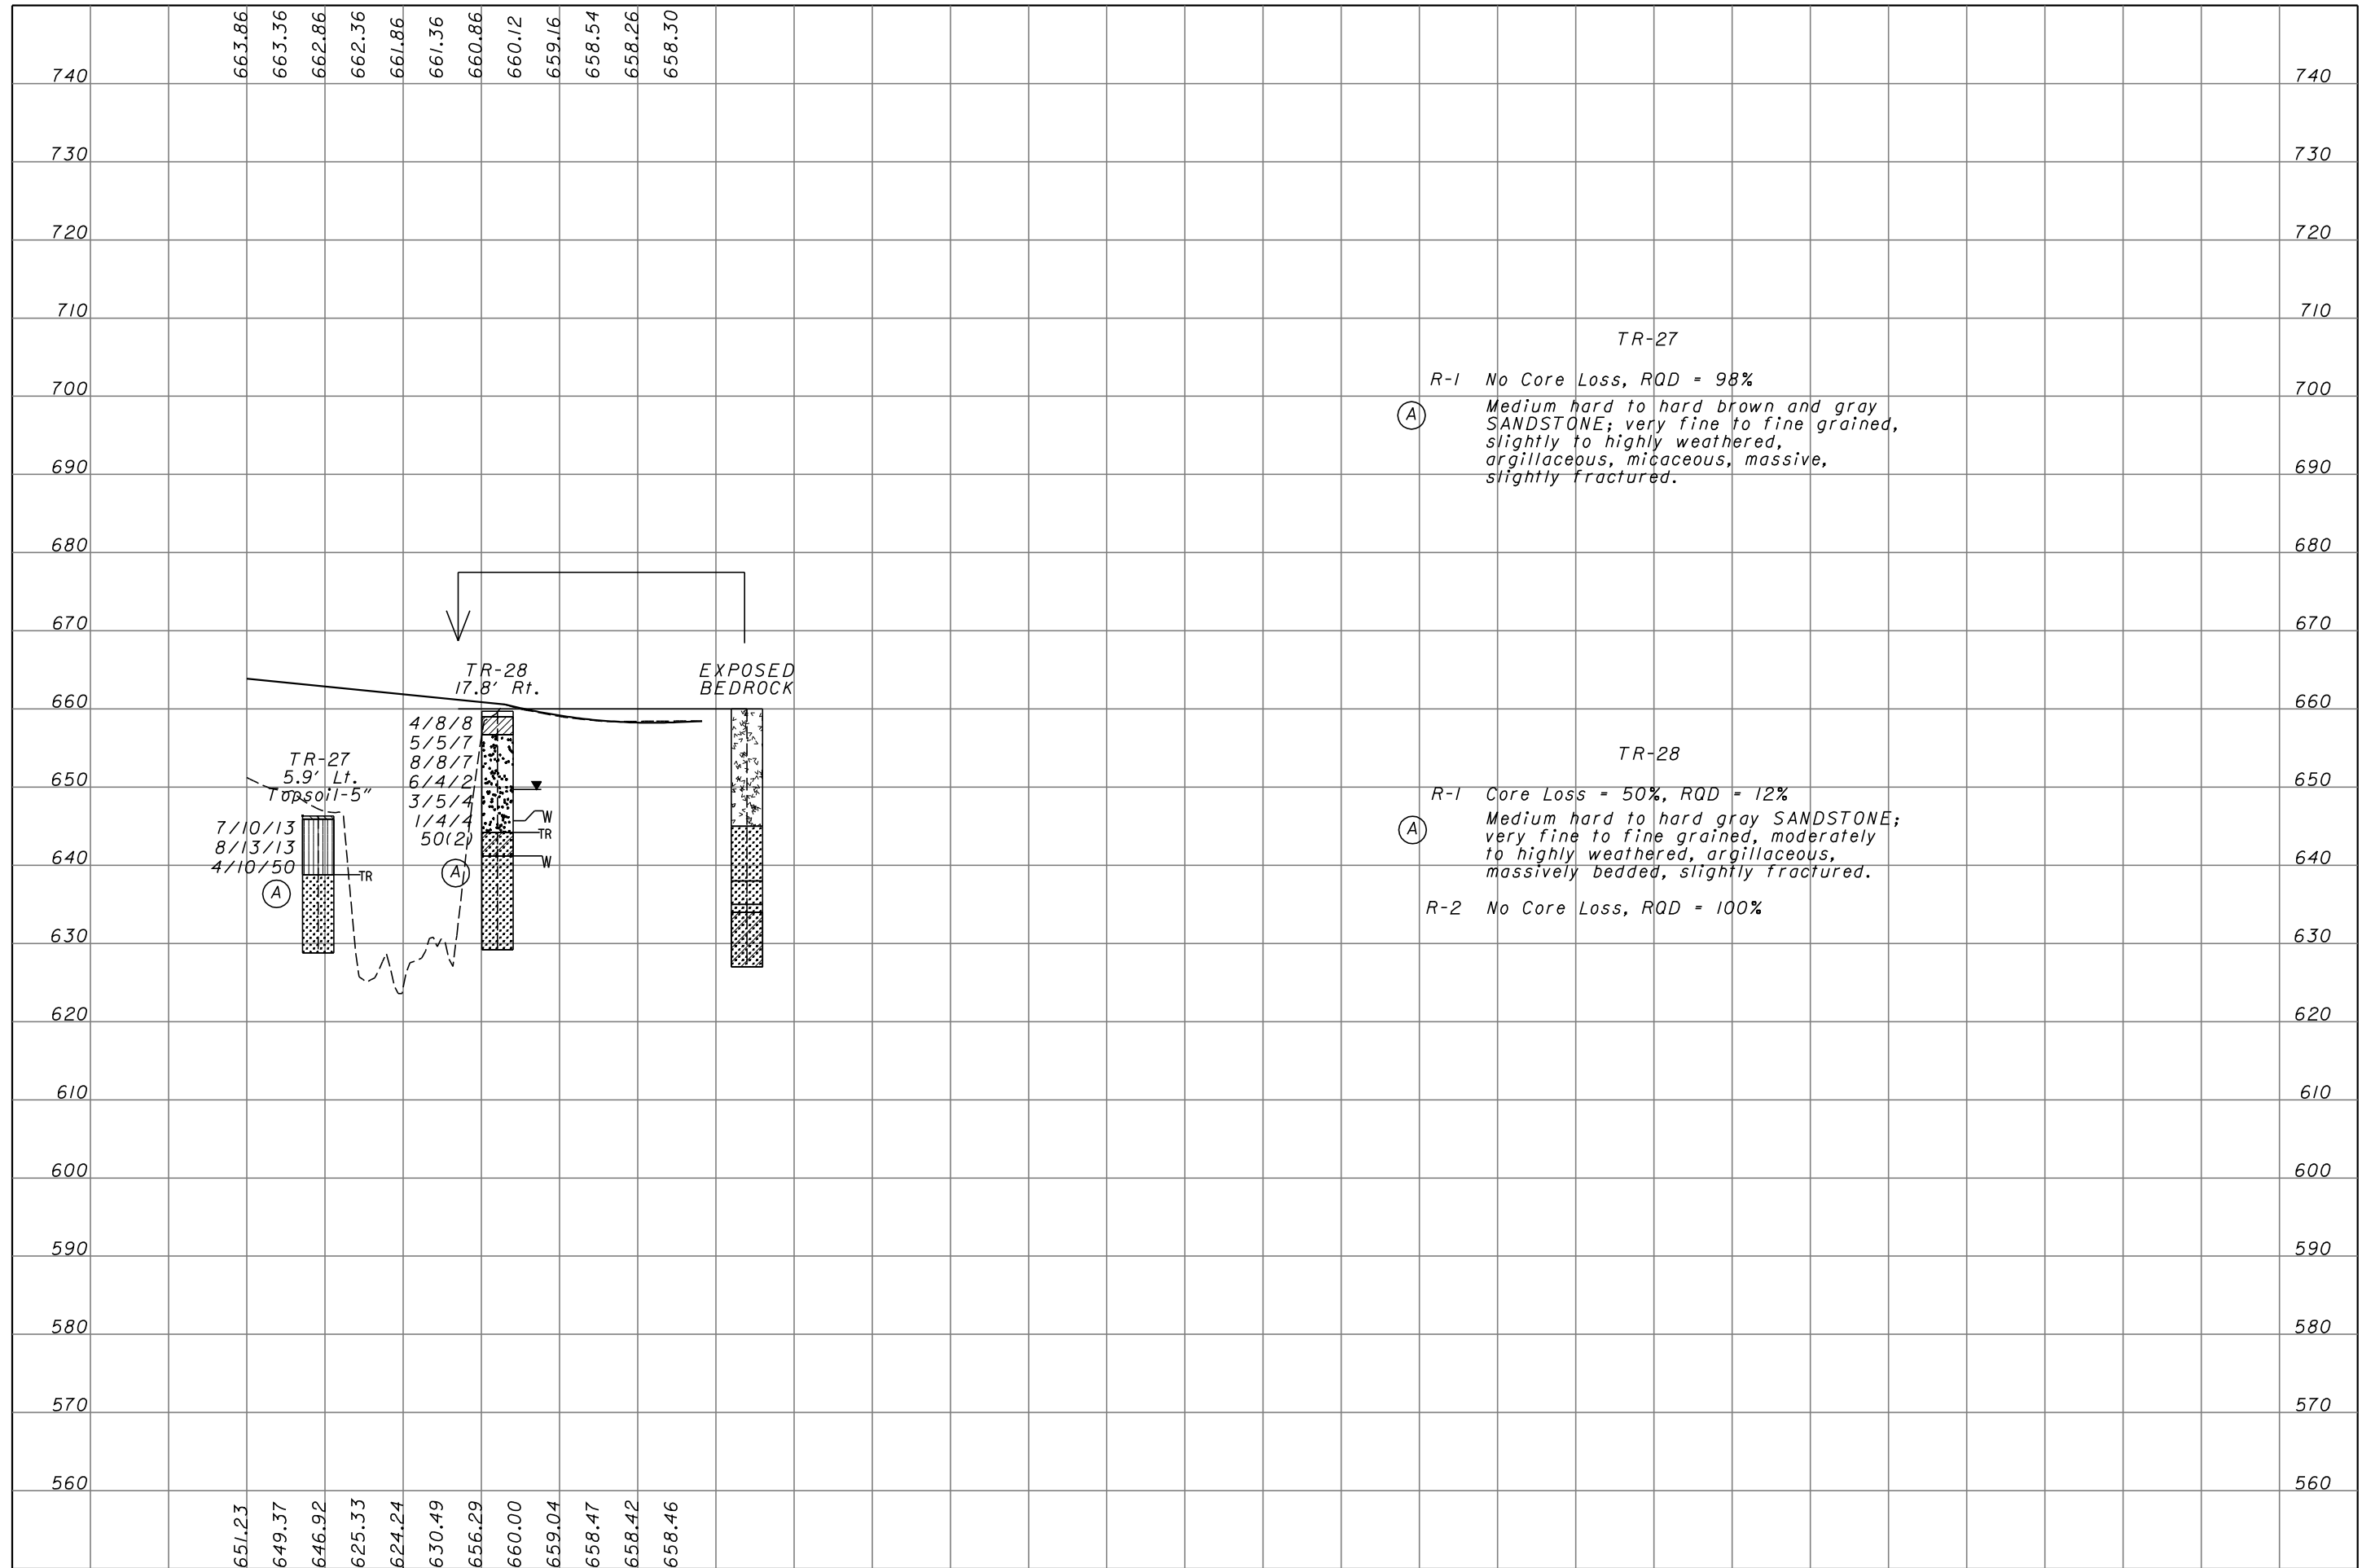 663.86 663.36 662.86 662.36 661.86 661.36 660.86 660.12 659.16 658.54 658.26 658.30
740 740
730 730
720 720
710 710
TR-27
R-1 No Core Loss, RQD = 98%
700 700
A Medium hard to hard brown and gray
SANDSTONE; very fine to fine grained,
slightly to highly weathered,
argillaceous, micaceous, massive,
slightly fractured.
690 690
680 680
670 670
TR-28
17.8' Rt.
EXPOSED
BEDROCK
660 660
4/8/8
5/5/7
8/8/7
6/4/2
3/5/4
1/4/4
50(2)
A
W
TR
W
TR-27
5.9' Lt.
Topsoil-5"
7/10/13
8/13/13
4/10/50
A
TR
TR-28
650 650
R-1 Core Loss = 50%, RQD = 12%
A Medium hard to hard gray SANDSTONE;
very fine to fine grained, moderately
to highly weathered, argillaceous,
massively bedded, slightly fractured.
640 640
R-2 No Core Loss, RQD = 100%
630 630
620 620
610 610
600 600
590 590
580 580
570 570
560 560
651.23 649.37 646.92 625.33 624.24 630.49 656.29 660.00 659.04 658.47 658.42 658.46